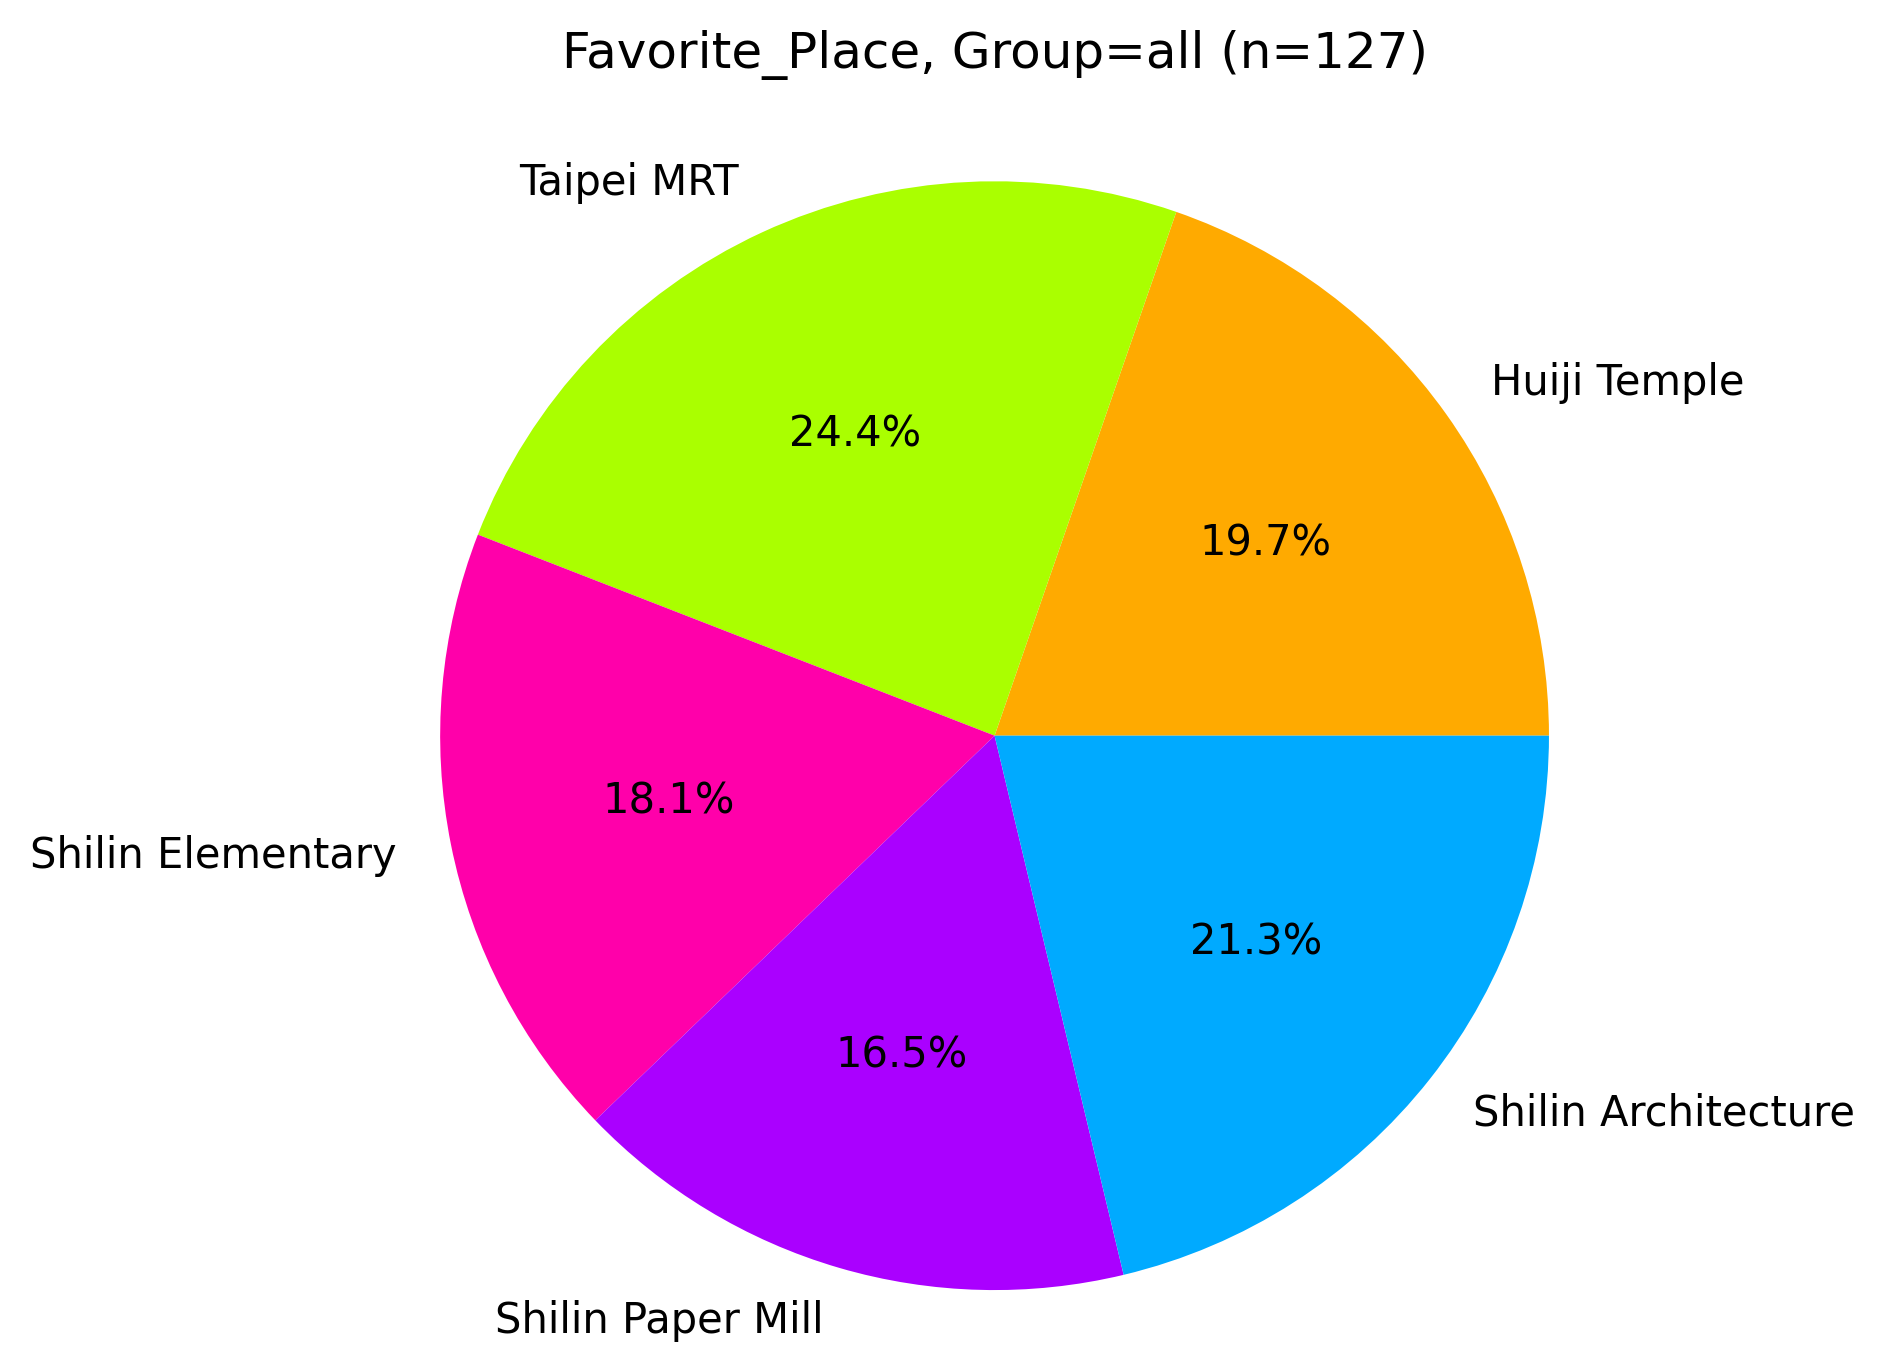 Favorite_Place, Group=all (n=127)
Taipei MRT
Huiji Temple
24.4%
19.7%
18.1%
Shilin Elementary
21.3%
16.5%
Shilin Architecture
Shilin Paper Mill